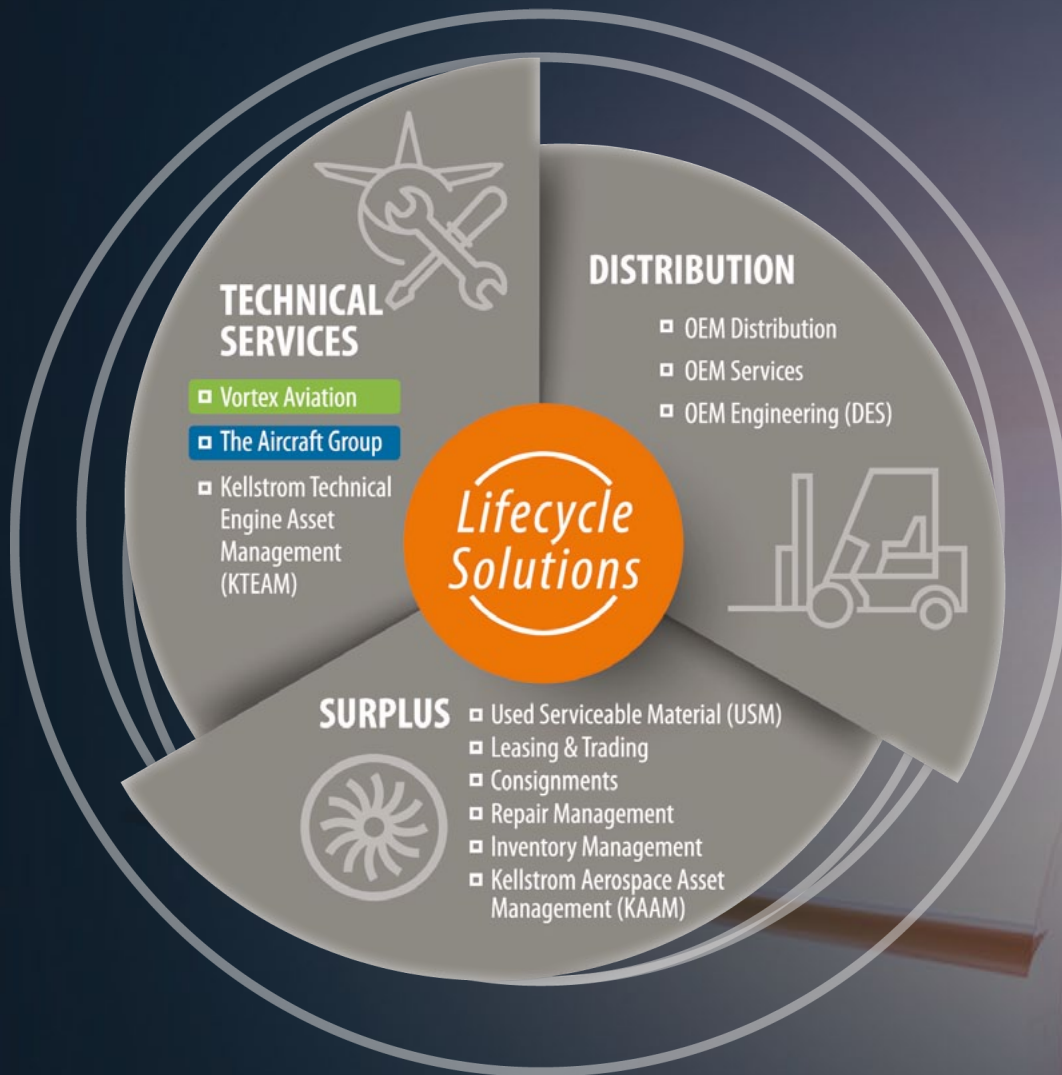 TECHNICAL
SERVICES
Vortex Aviation
The Aircraft Group
Kellstrom Technical
Engine Asset
Management
(KTEAM)
DISTRIBUTION
OEM Distribution
OEM Services
OEM Engineering (DES)
Lifecycle
Solutions
SURPLUS
Used Serviceable Material (USM)
Leasing & Trading
Consignments
Repair Management
Inventory Management
Kellstrom Aerospace Asset
Management (KAAM)